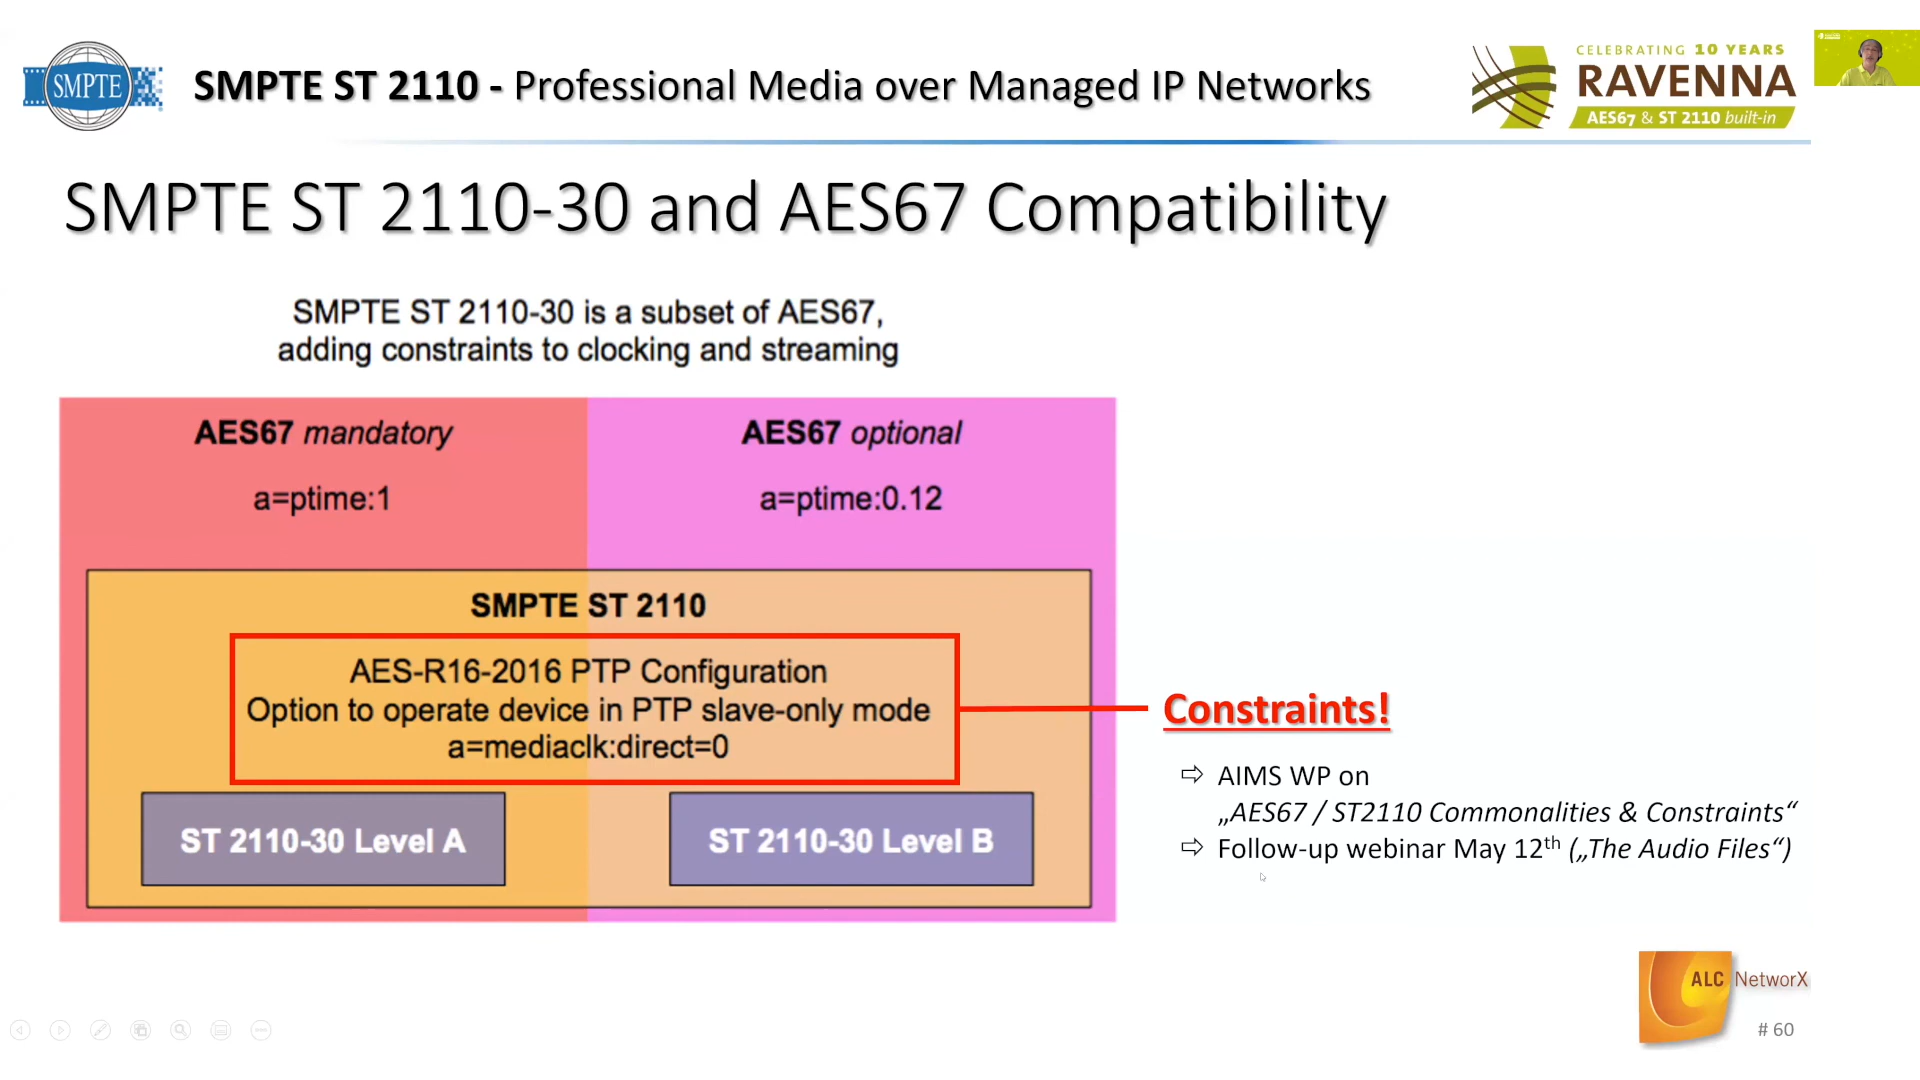 SMPTE
SMPTE ST 2110 - Professional Media over Managed IP Networks
CELEBRATING 10 YEARS
RAVENNA
AES67 & ST 2110 built-in
SMPTE ST 2110-30 and AES67 Compatibility
SMPTE ST 2110-30 is a subset of AES67,
adding constraints to clocking and streaming
AES67 mandatory
a=ptime:1
AES67 optional
a=ptime:0.12
SMPTE ST 2110
AES-R16-2016 PTP Configuration
Option to operate device in PTP slave-only mode
a=mediaclk:direct=0
ST 2110-30 Level A
ST 2110-30 Level B
Constraints!
⇨ AIMS WP on
„AES67 / ST2110 Commonalities & Constraints“
⇨ Follow-up webinar May 12th („The Audio Files“)
ALC NetworX
# 60